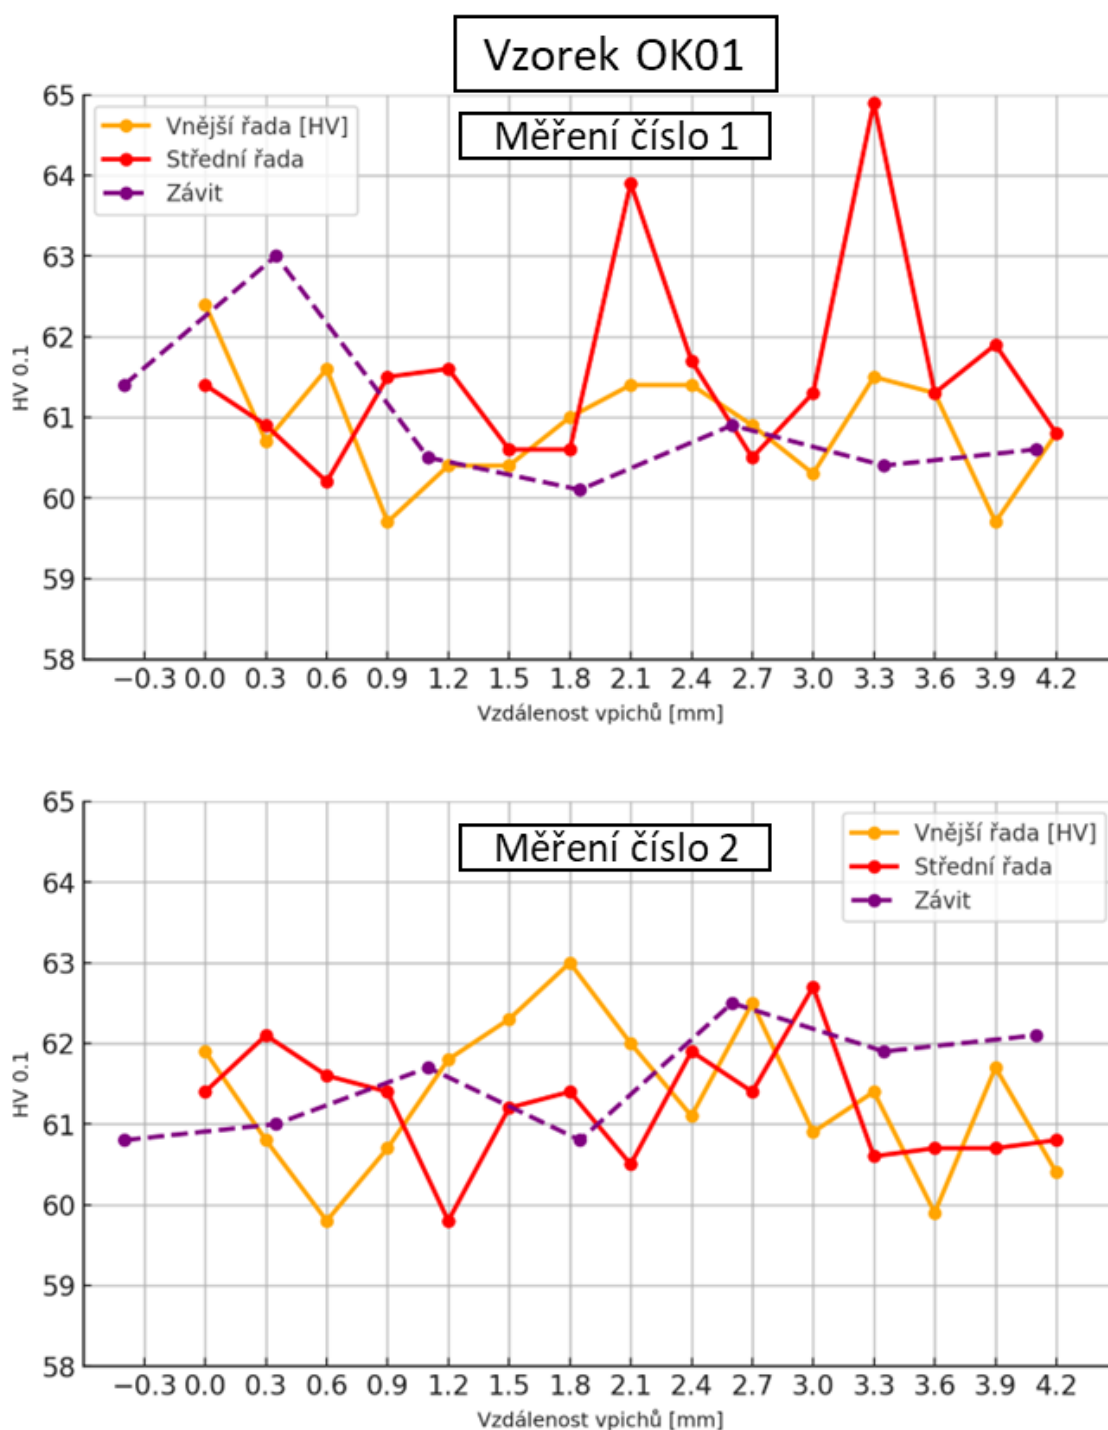 Vzorek OK01
Měření číslo 1
Vnější řada [HV]
Střední řada
Závit
65
64
63
62
61
60
59
58
HV 0.1
−0.3 0.0 0.3 0.6 0.9 1.2 1.5 1.8 2.1 2.4 2.7 3.0 3.3 3.6 3.9 4.2
Vzdálenost vpichů [mm]
Měření číslo 2
Vnější řada [HV]
Střední řada
Závit
65
64
63
62
61
60
59
58
HV 0.1
−0.3 0.0 0.3 0.6 0.9 1.2 1.5 1.8 2.1 2.4 2.7 3.0 3.3 3.6 3.9 4.2
Vzdálenost vpichů [mm]